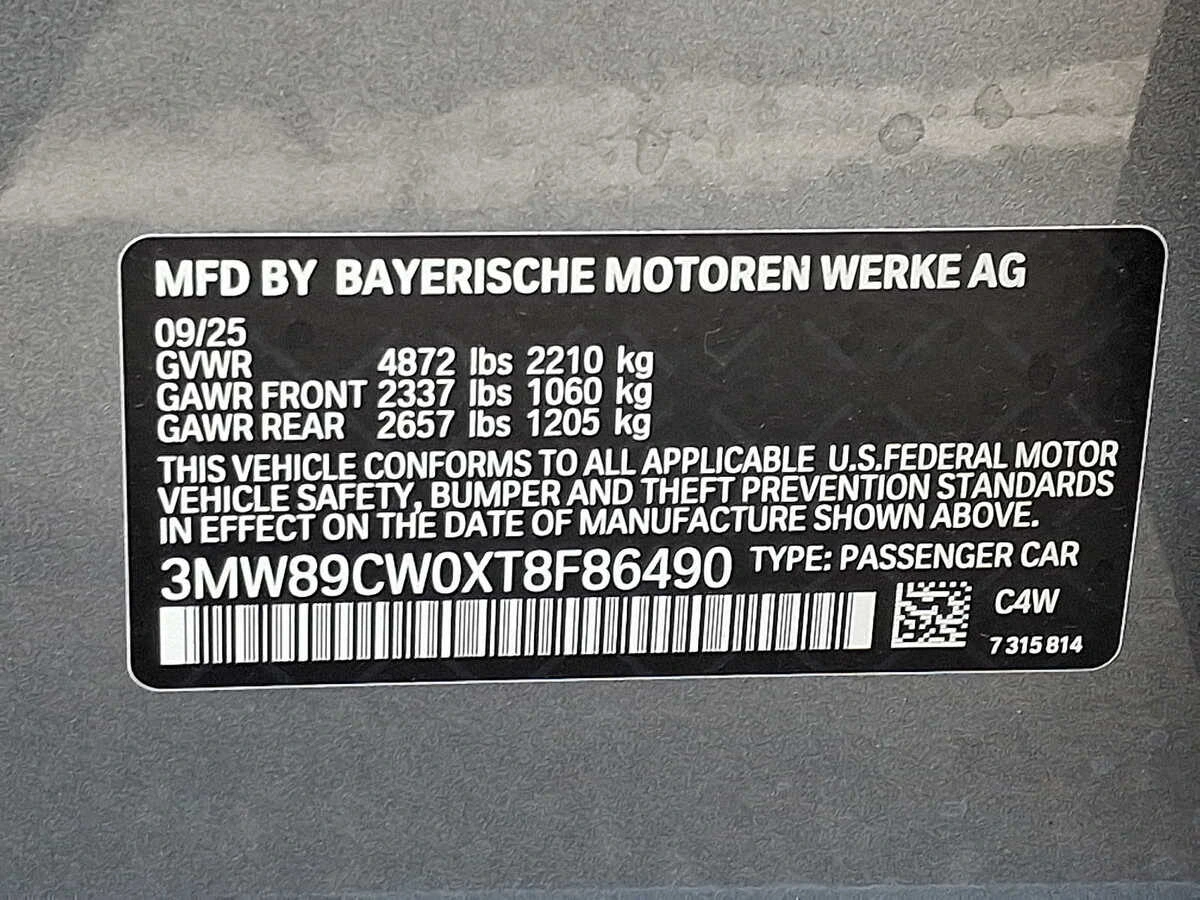 MFD BY BAYERISCHE MOTOREN WERKE AG
09/25
GVWR 4872 lbs 2210 kg
GAWR FRONT 2337 lbs 1060 kg
GAWR REAR 2657 lbs 1205 kg
THIS VEHICLE CONFORMS TO ALL APPLICABLE U.S.FEDERAL MOTOR
VEHICLE SAFETY, BUMPER AND THEFT PREVENTION STANDARDS
IN EFFECT ON THE DATE OF MANUFACTURE SHOWN ABOVE.
3MW89CW0XT8F86490 TYPE: PASSENGER CAR
C4W
7 315 814